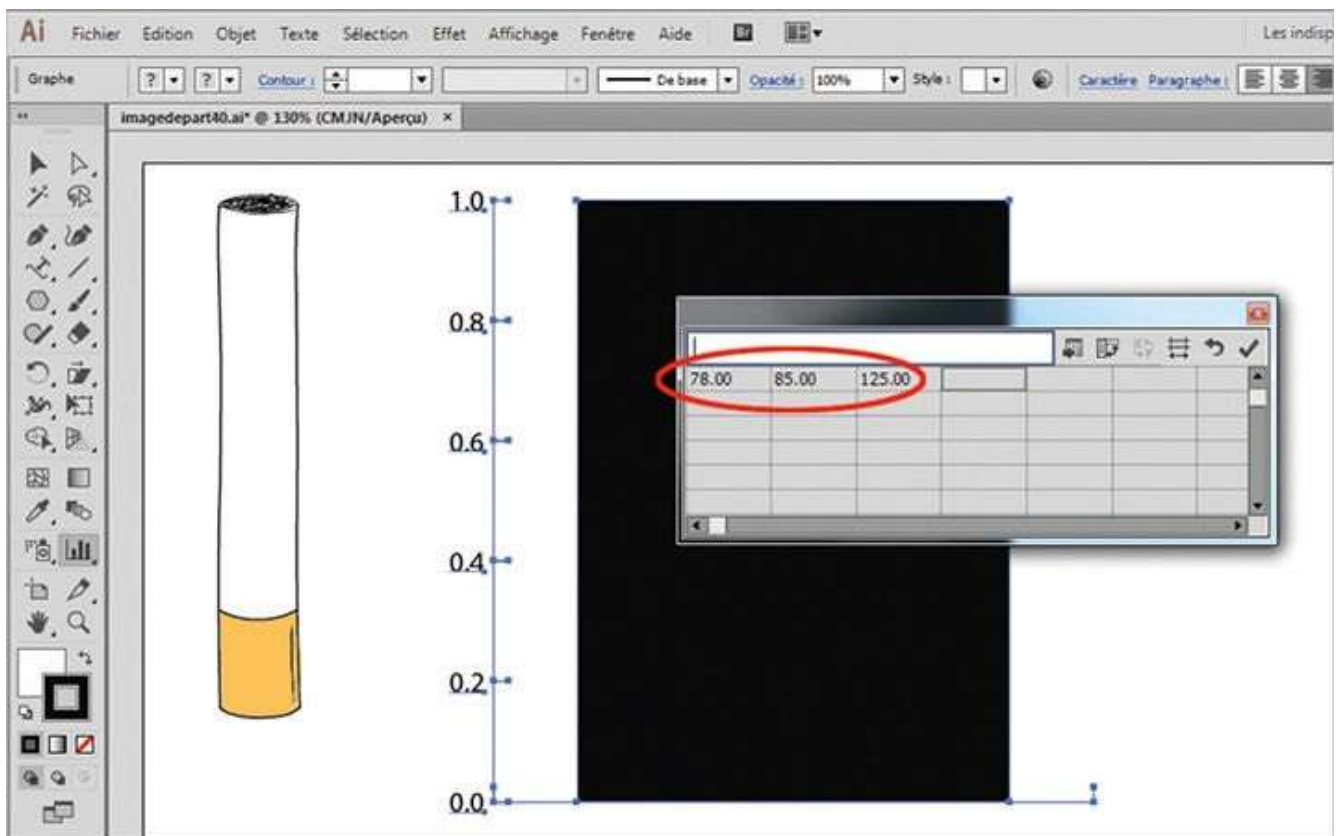 Ai Fichier Edition Objet Texte Sélection Effet Affichage Fenêtre Aide Br Les indisp
Graphe ? ? Contour : De base Opacité : 100% Style : Caractère Paragraphe :
imagedepart40.ai* @ 130% (CMJN/Aperçu) ×
1.0
0.8
78.00 85.00 125.00
0.6
0.4
0.2
0.0